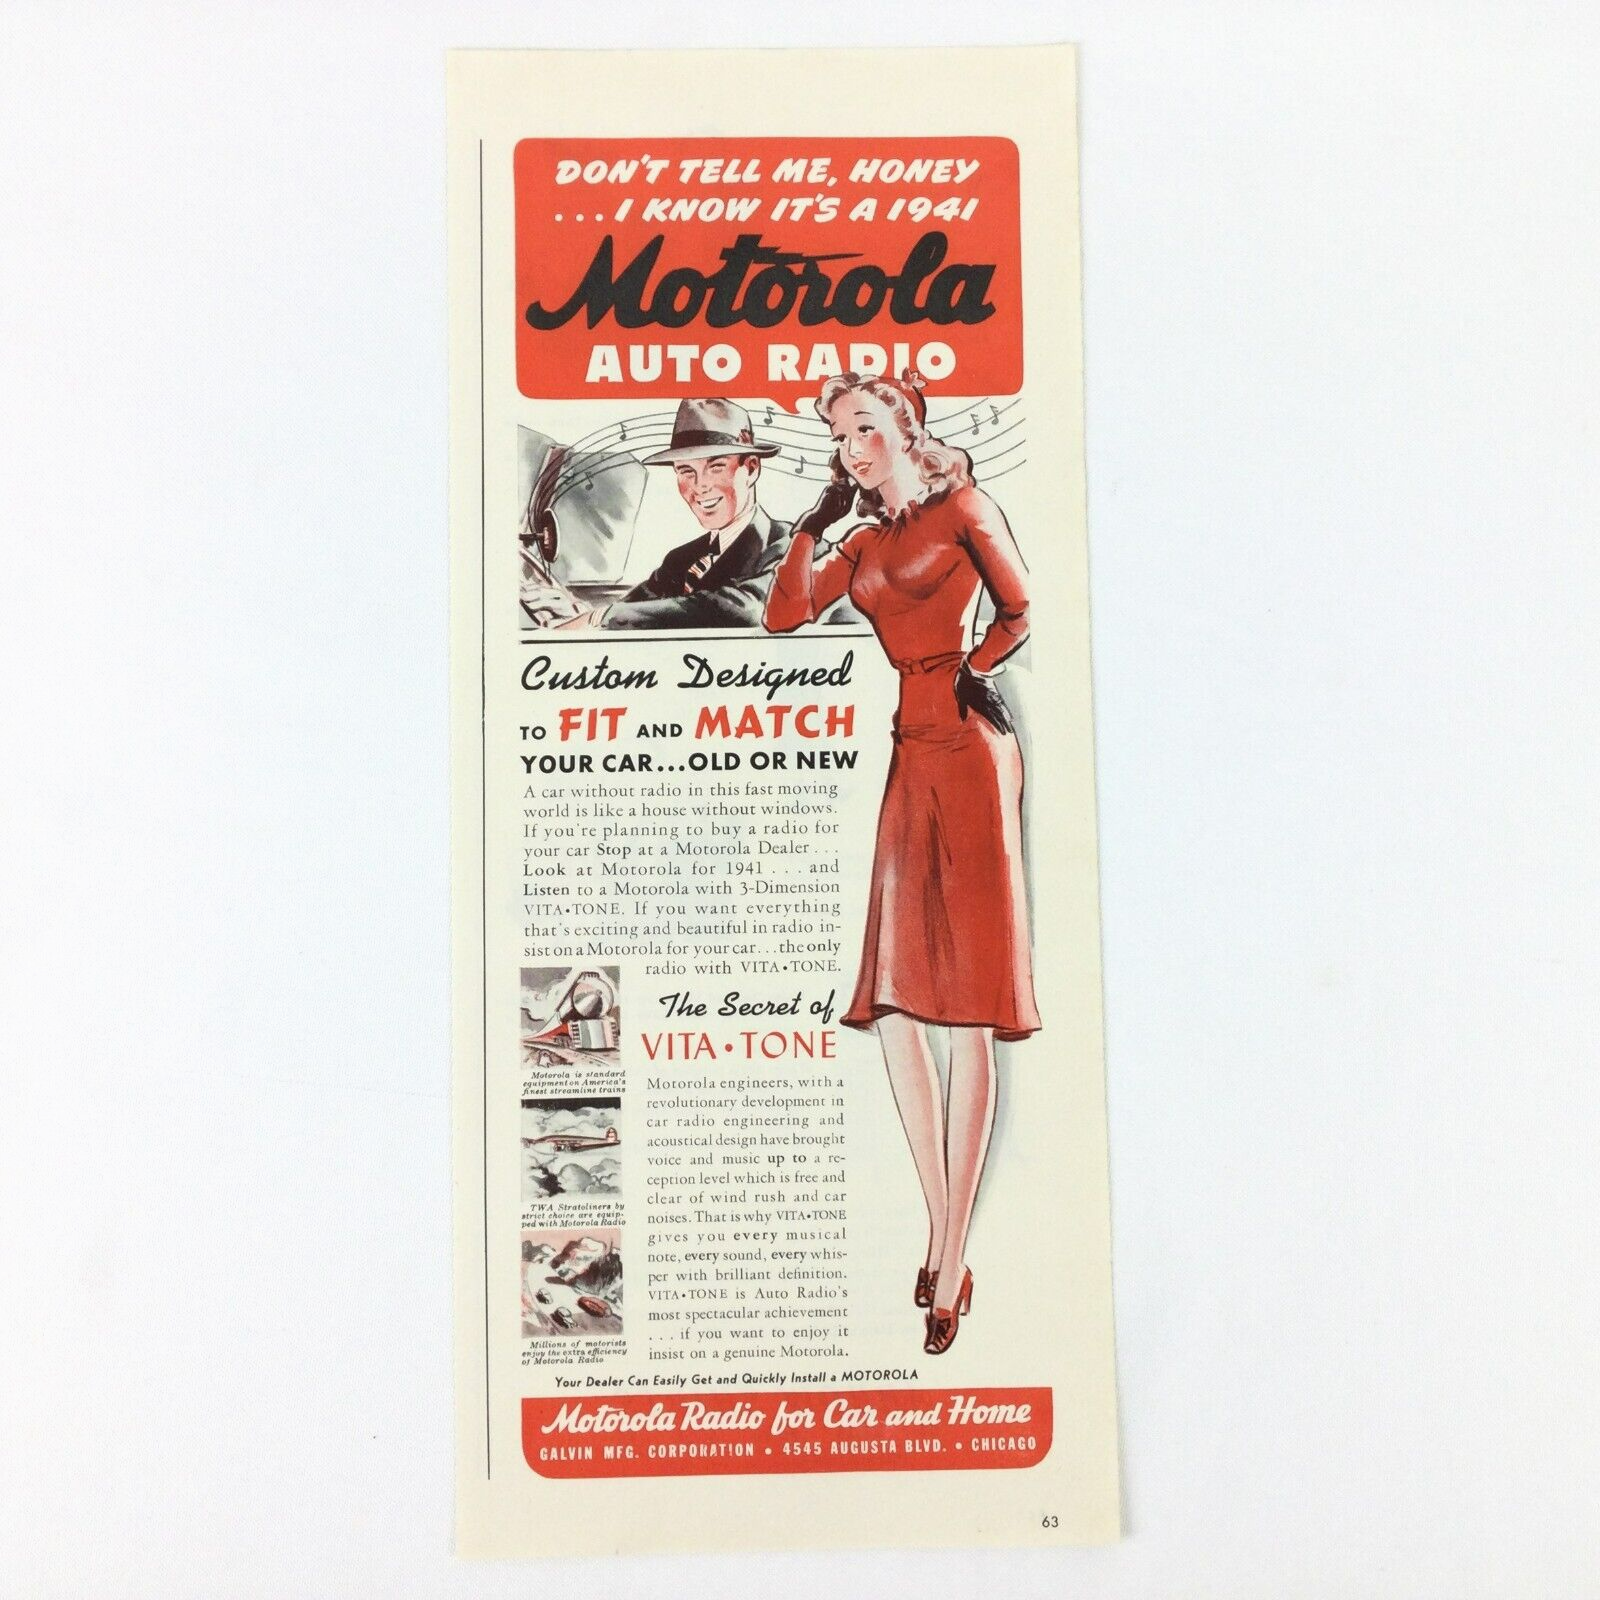 DON'T TELL ME, HONEY
...I KNOW IT'S A 1941
Motorola
AUTO RADIO
Custom Designed
TO FIT AND MATCH
YOUR CAR...OLD OR NEW
A car without radio in this fast moving
world is like a house without windows.
If you're planning to buy a radio for
your car Stop at a Motorola Dealer...
Look at Motorola for 1941 . . . and
Listen to a Motorola with 3-Dimension
VITA•TONE. If you want everything
that's exciting and beautiful in radio in-
sist on a Motorola for your car...the only
radio with VITA•TONE.
The Secret of
VITA•TONE
Motorola engineers, with a
revolutionary development in
car radio engineering and
acoustical design have brought
voice and music up to a re-
ception level which is free and
clear of wind rush and car
noises. That is why VITA•TONE
gives you every musical
note, every sound, every whis-
per with brilliant definition.
VITA•TONE is Auto Radio's
most spectacular achievement
. . . if you want to enjoy it
insist on a genuine Motorola.
Motorola is standard
equipment on America's
finest streamline trains
TWA Stratoliners by
strict choice are equip-
ped with Motorola Radio
Millions of motorists
enjoy the extra efficiency
of Motorola Radio
Your Dealer Can Easily Get and Quickly Install a MOTOROLA
Motorola Radio for Car and Home
GALVIN MFG. CORPORATION • 4545 AUGUSTA BLVD. • CHICAGO
63